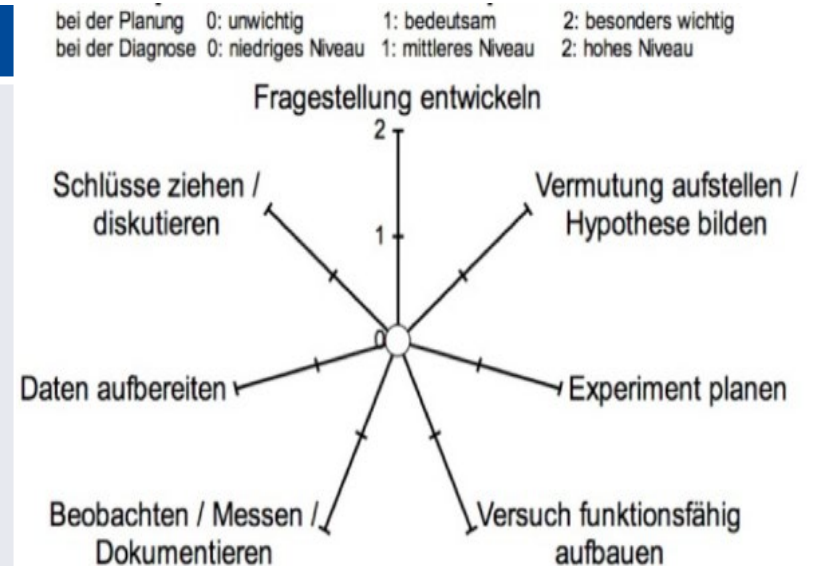 bei der Planung 0: unwichtig 1: bedeutsam 2: besonders wichtig
bei der Diagnose 0: niedriges Niveau 1: mittleres Niveau 2: hohes Niveau
Fragestellung entwickeln
2
Schlüsse ziehen /
diskutieren
Vermutung aufstellen /
Hypothese bilden
1
0
Daten aufbereiten
Experiment planen
Beobachten / Messen /
Dokumentieren
Versuch funktionsfähig
aufbauen